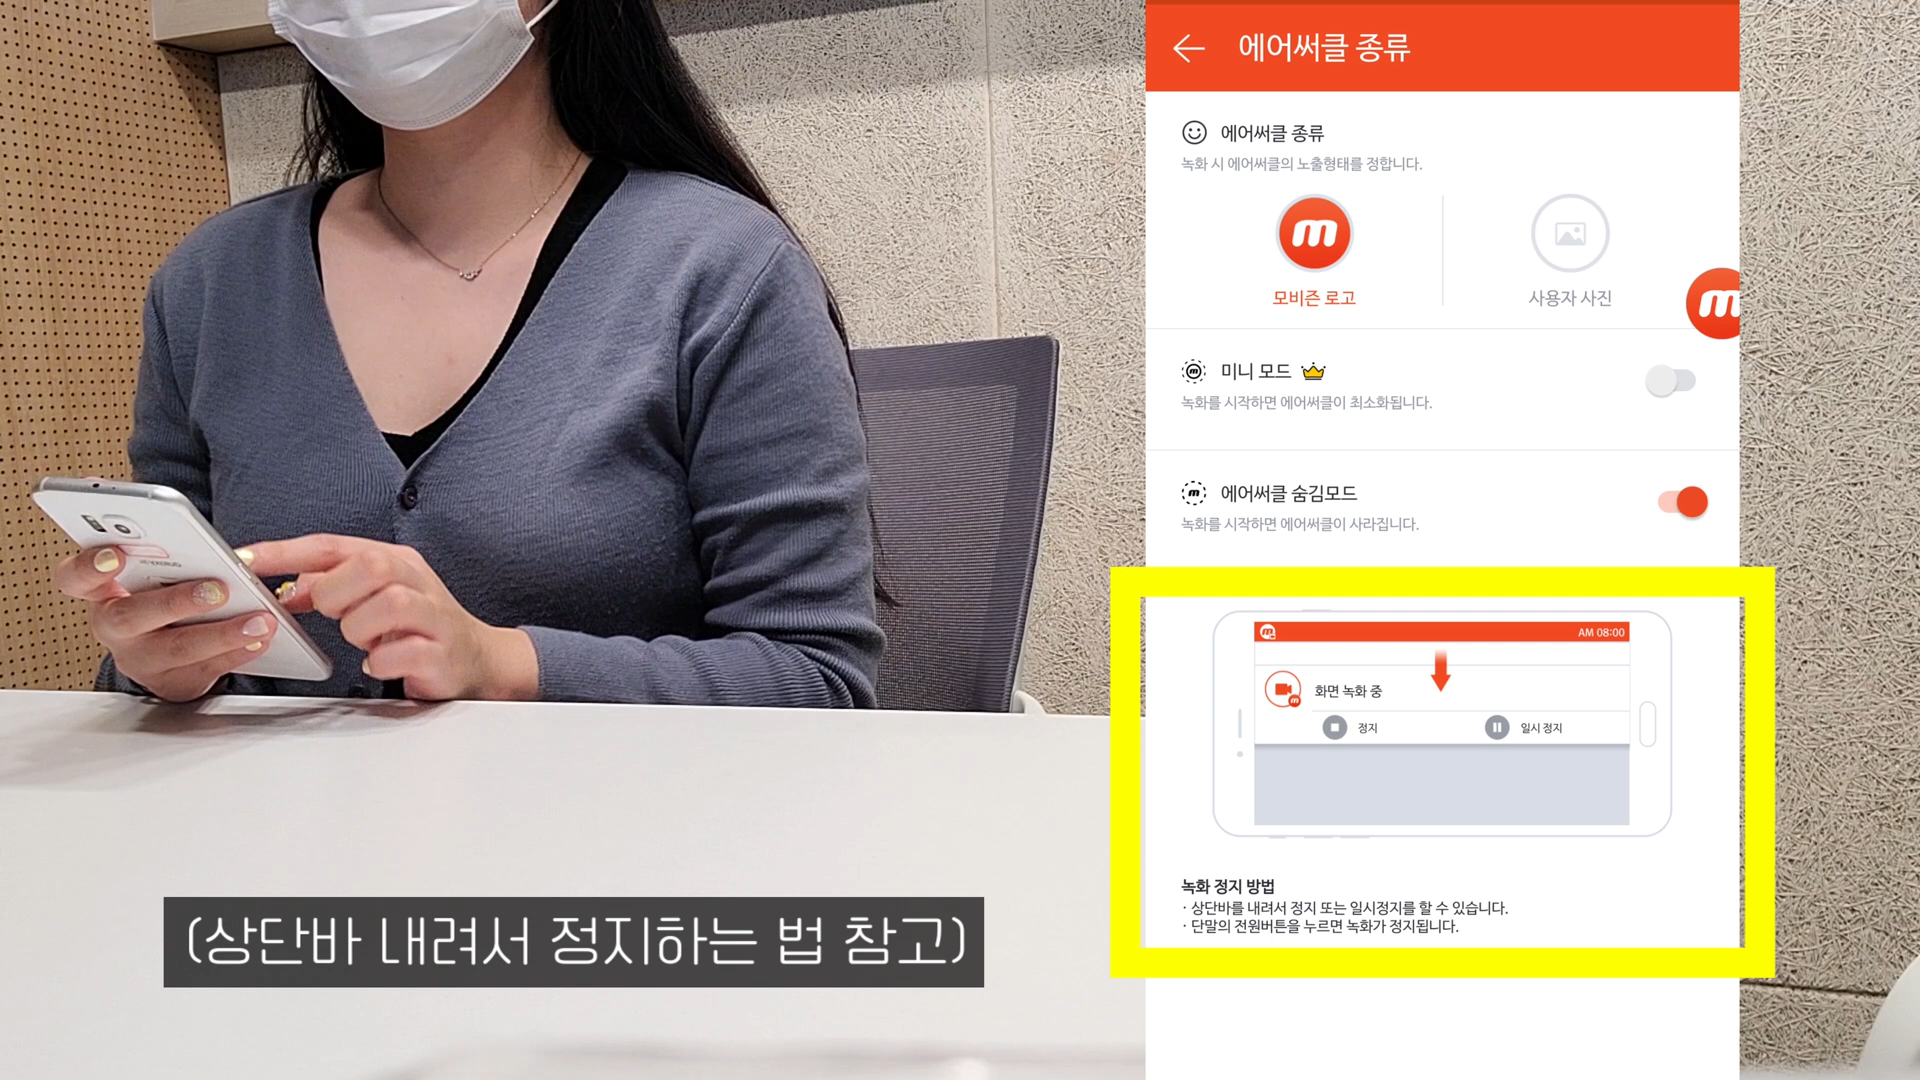 에어써클 종류
에어써클 종류
녹화 시 에어써클의 노출형태를 정합니다.
m
모비즌 로고
사용자 사진
m
미니 모드
녹화를 시작하면 에어써클이 최소화됩니다.
에어써클 숨김모드
녹화를 시작하면 에어써클이 사라집니다.
AM 08:00
화면 녹화 중
정지
일시 정지
녹화 정지 방법
· 상단바를 내려서 정지 또는 일시정지를 할 수 있습니다.
· 단말의 전원버튼을 누르면 녹화가 정지됩니다.
(상단바 내려서 정지하는 법 참고)